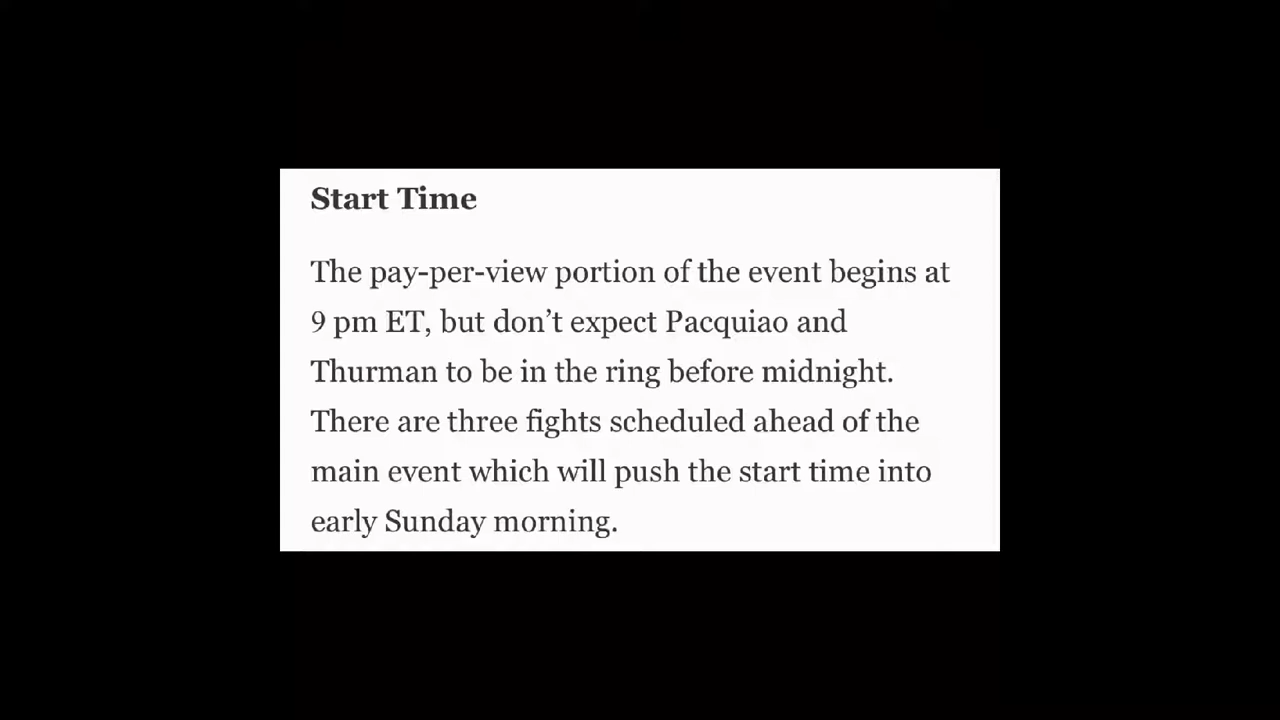 Start Time
The pay-per-view portion of the event begins at
9 pm ET, but don’t expect Pacquiao and
Thurman to be in the ring before midnight.
There are three fights scheduled ahead of the
main event which will push the start time into
early Sunday morning.